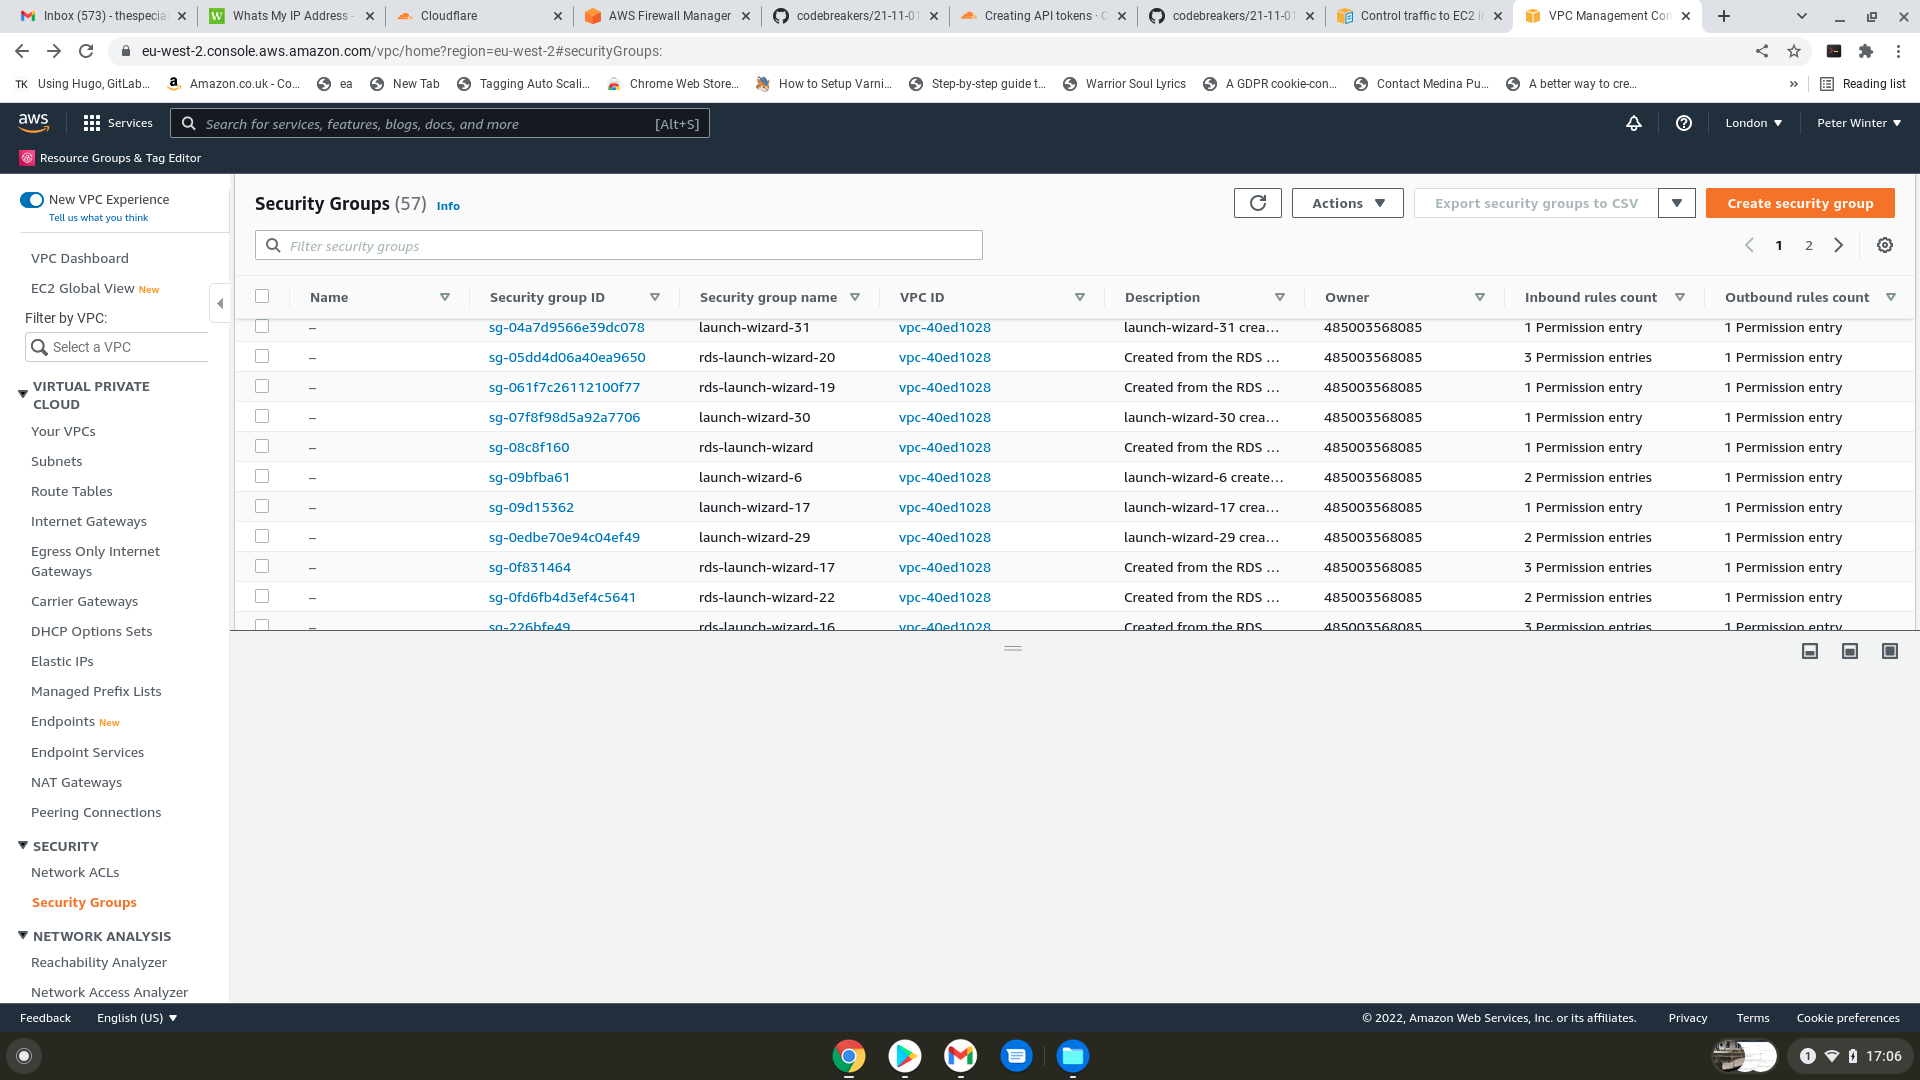 Inbox (573) - thespecia
Whats My IP Address -
Cloudflare
AWS Firewall Manager
codebreakers/21-11-01
Creating API tokens · C
codebreakers/21-11-01
Control traffic to EC2 i
VPC Management Con
eu-west-2.console.aws.amazon.com/vpc/home?region=eu-west-2#securityGroups:
TK Using Hugo, GitLab...
Amazon.co.uk - Co...
ea
New Tab
Tagging Auto Scali...
Chrome Web Store...
How to Setup Varni...
Step-by-step guide t...
Warrior Soul Lyrics
A GDPR cookie-con...
Contact Medina Pu...
A better way to cre...
»
Reading list
aws
Services
Search for services, features, blogs, docs, and more [Alt+S]
London
Peter Winter
Resource Groups & Tag Editor
New VPC Experience
Tell us what you think
VPC Dashboard
EC2 Global View New
Filter by VPC:
Select a VPC
VIRTUAL PRIVATE
CLOUD
Your VPCs
Subnets
Route Tables
Internet Gateways
Egress Only Internet
Gateways
Carrier Gateways
DHCP Option Sets
Elastic IPs
Managed Prefix Lists
Endpoints New
Endpoint Services
NAT Gateways
Peering Connections
SECURITY
Network ACLs
Security Groups
NETWORK ANALYSIS
Reachability Analyzer
Network Access Analyzer
Security Groups (57) Info
Actions
Export security groups to CSV
Create security group
Filter security groups
1 2
Name Security group ID Security group name VPC ID Description Owner Inbound rules count Outbound rules count
– sg-04a7d9566e39dc078 launch-wizard-31 vpc-40ed1028 launch-wizard-31 crea... 485003568085 1 Permission entry 1 Permission entry
– sg-05dd4d06a40ea9650 rds-launch-wizard-20 vpc-40ed1028 Created from the RDS ... 485003568085 3 Permission entries 1 Permission entry
– sg-061f7c26112100f77 rds-launch-wizard-19 vpc-40ed1028 Created from the RDS ... 485003568085 1 Permission entry 1 Permission entry
– sg-07f8f98d5a92a7706 launch-wizard-30 vpc-40ed1028 launch-wizard-30 crea... 485003568085 1 Permission entry 1 Permission entry
– sg-08c8f160 rds-launch-wizard vpc-40ed1028 Created from the RDS ... 485003568085 1 Permission entry 1 Permission entry
– sg-09bfba61 launch-wizard-6 vpc-40ed1028 launch-wizard-6 create... 485003568085 2 Permission entries 1 Permission entry
– sg-09d15362 launch-wizard-17 vpc-40ed1028 launch-wizard-17 crea... 485003568085 1 Permission entry 1 Permission entry
– sg-0edbe70e94c04ef49 launch-wizard-29 vpc-40ed1028 launch-wizard-29 crea... 485003568085 2 Permission entries 1 Permission entry
– sg-0f831464 rds-launch-wizard-17 vpc-40ed1028 Created from the RDS ... 485003568085 3 Permission entries 1 Permission entry
– sg-0fd6fb4d3ef4c5641 rds-launch-wizard-22 vpc-40ed1028 Created from the RDS ... 485003568085 2 Permission entries 1 Permission entry
– sg-226bfe49 rds-launch-wizard-16 vpc-40ed1028 Created from the RDS 485003568085 3 Permission entries 1 Permission entry
Feedback
English (US)
© 2022, Amazon Web Services, Inc. or its affiliates.
Privacy
Terms
Cookie preferences
1
17:06